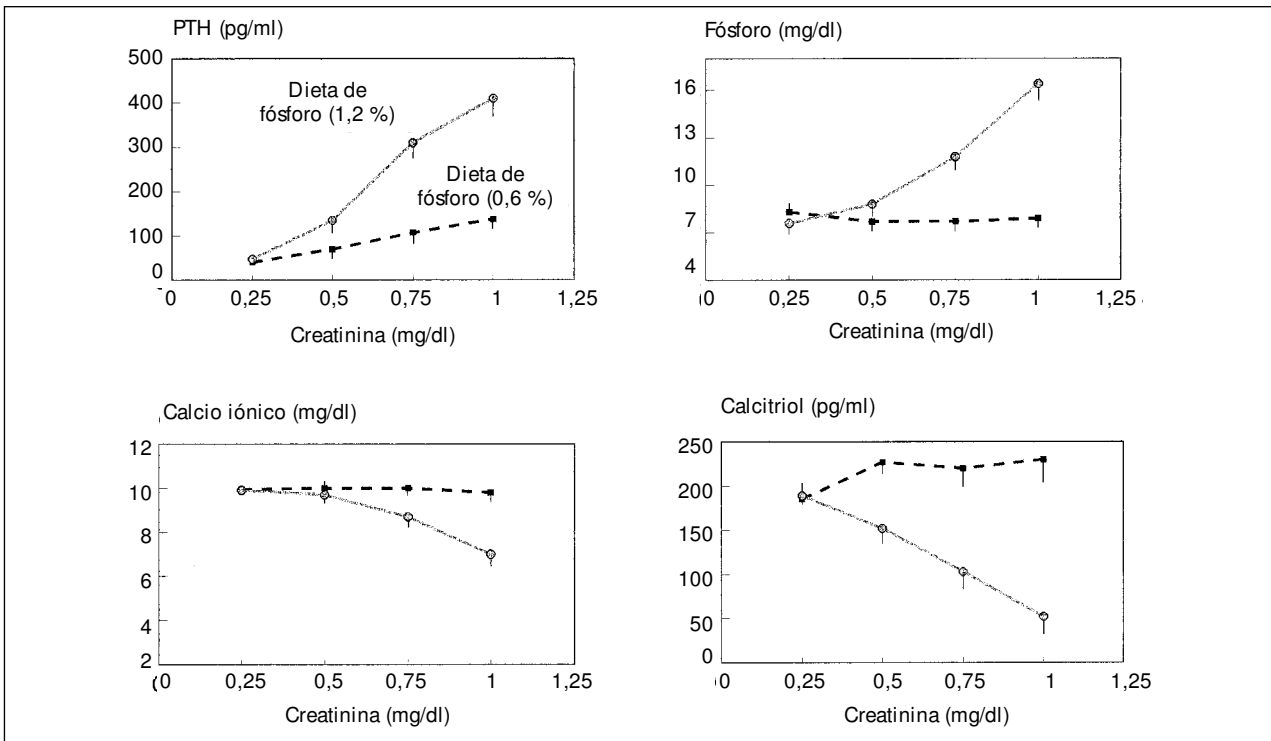 PTH (pg/ml)
500
400
300
200
100
0
Dieta de
fósforo (1,2 %)
Dieta de
fósforo (0,6 %)
0 0,25 0,5 0,75 1 1,25
Creatinina (mg/dl)
Fósforo (mg/dl)
16
13
10
7
4
0 0,25 0,5 0,75 1 1,25
Creatinina (mg/dl)
Calcio iónico (mg/dl)
12
10
8
6
4
2
0 0,25 0,5 0,75 1 1,25
Creatinina (mg/dl)
Calcitriol (pg/ml)
250
200
150
100
50
0
0 0,25 0,5 0,75 1 1,25
Creatinina (mg/dl)